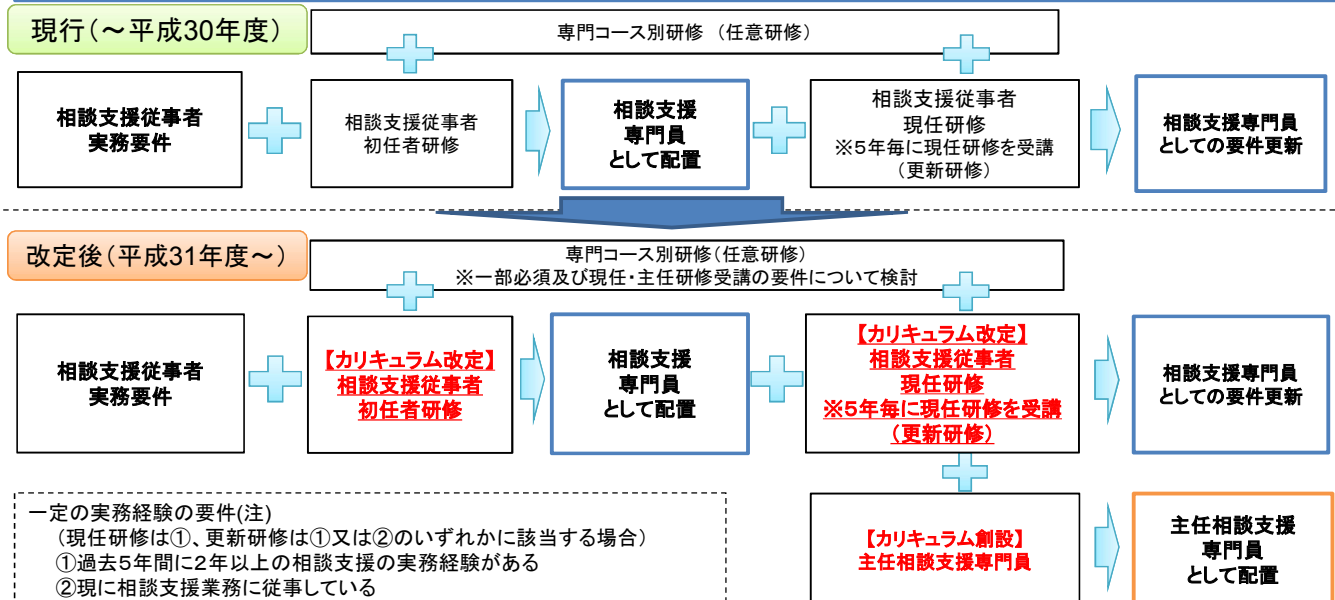 現行(～平成30年度)
専門コース別研修 (任意研修)
相談支援従事者
実務要件
相談支援従事者
初任者研修
相談支援
専門員
として配置
相談支援従事者
現任研修
※5年毎に現任研修を受講
(更新研修)
相談支援専門員
としての要件更新
改定後(平成31年度～)
専門コース別研修(任意研修)
※一部必須及び現任・主任研修受講の要件について検討
相談支援従事者
実務要件
【カリキュラム改定】
相談支援従事者
初任者研修
相談支援
専門員
として配置
【カリキュラム改定】
相談支援従事者
現任研修
※5年毎に現任研修を受講
(更新研修)
相談支援専門員
としての要件更新
一定の実務経験の要件(注)
(現任研修は①、更新研修は①又は②のいずれかに該当する場合)
①過去5年間に2年以上の相談支援の実務経験がある
②現に相談支援業務に従事している
【カリキュラム創設】
主任相談支援専門員
主任相談支援
専門員
として配置